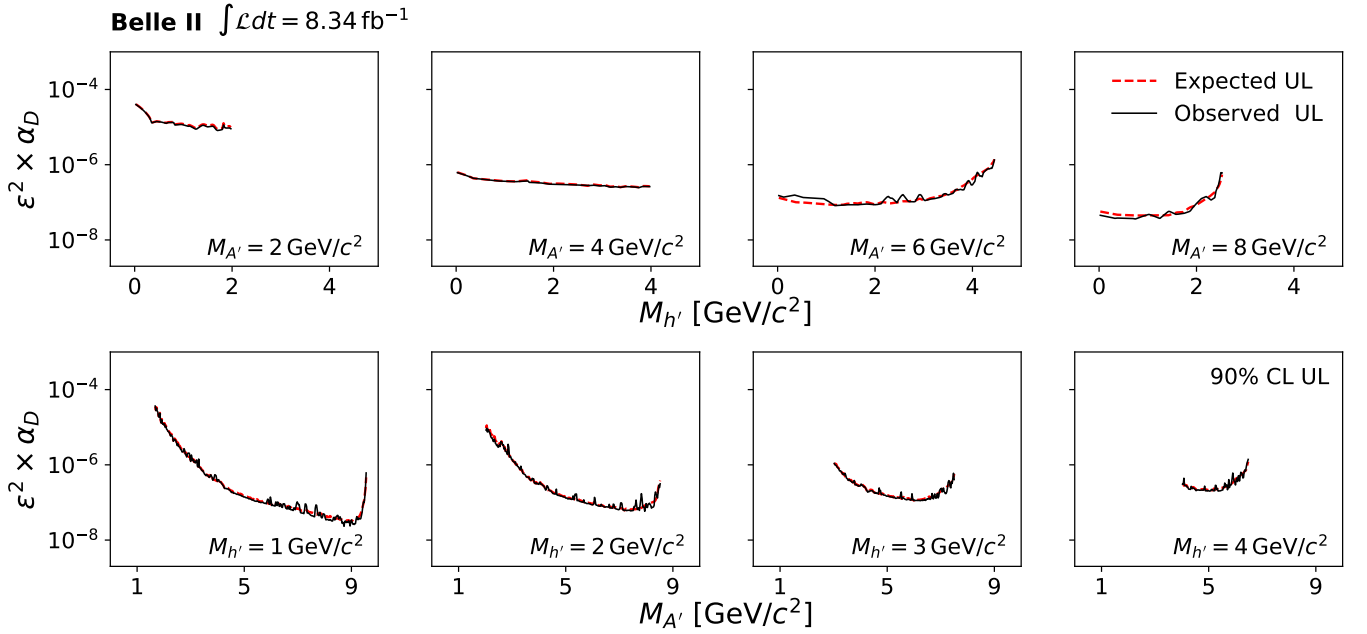 Belle II ∫ℒdt = 8.34 fb⁻¹
10⁻⁴
10⁻⁶
10⁻⁸
ε² × α_D
M_A′ = 2 GeV/c²
M_A′ = 4 GeV/c²
M_A′ = 6 GeV/c²
Expected UL
Observed UL
M_A′ = 8 GeV/c²
0 2 4
0 2 4
0 2 4
0 2 4
M_h′ [GeV/c²]
10⁻⁴
10⁻⁶
10⁻⁸
ε² × α_D
M_h′ = 1 GeV/c²
M_h′ = 2 GeV/c²
M_h′ = 3 GeV/c²
90% CL UL
M_h′ = 4 GeV/c²
1 5 9
1 5 9
1 5 9
1 5 9
M_A′ [GeV/c²]